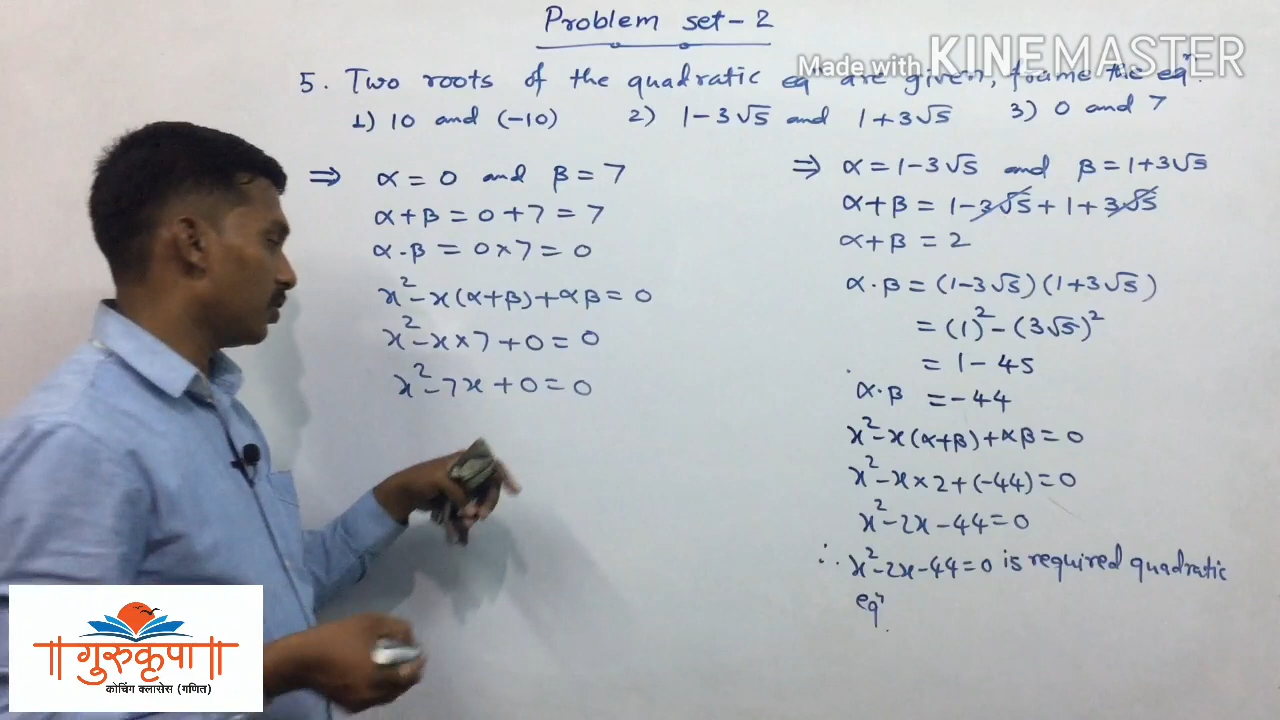 Problem set-2
Made with KINEMASTER
5. Two roots of the quadratic eqⁿ are given, frame the eqⁿ.
1) 10 and (-10) 2) 1-3√5 and 1+3√5 3) 0 and 7
⇒ α = 0 and β = 7
α+β = 0+7 = 7
α·β = 0×7 = 0
x²-x(α+β)+αβ=0
x²-x×7+0=0
x²-7x+0=0
⇒ α=1-3√5 and β=1+3√5
α+β = 1-3√5+1+3√5
α+β = 2
α·β = (1-3√5)(1+3√5)
= (1)²-(3√5)²
= 1-45
α·β = -44
x²-x(α+β)+αβ=0
x²-x×2+(-44)=0
x²-2x-44=0
∴ x²-2x-44=0 is required quadratic
eqⁿ.
॥गुरुकृपा॥
कोचिंग क्लासेस (गणित)